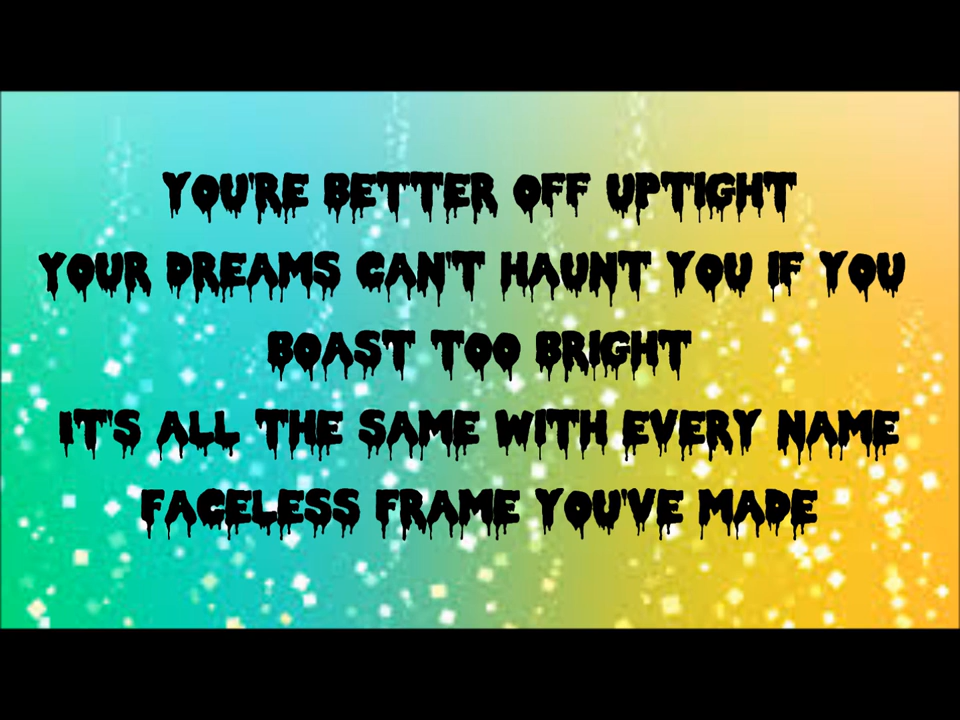 YOU'RE BETTER OFF UPTIGHT
YOUR DREAMS CAN'T HAUNT YOU IF YOU
BOAST TOO BRIGHT
IT'S ALL THE SAME WITH EVERY NAME
FACELESS FRAME YOU'VE MADE